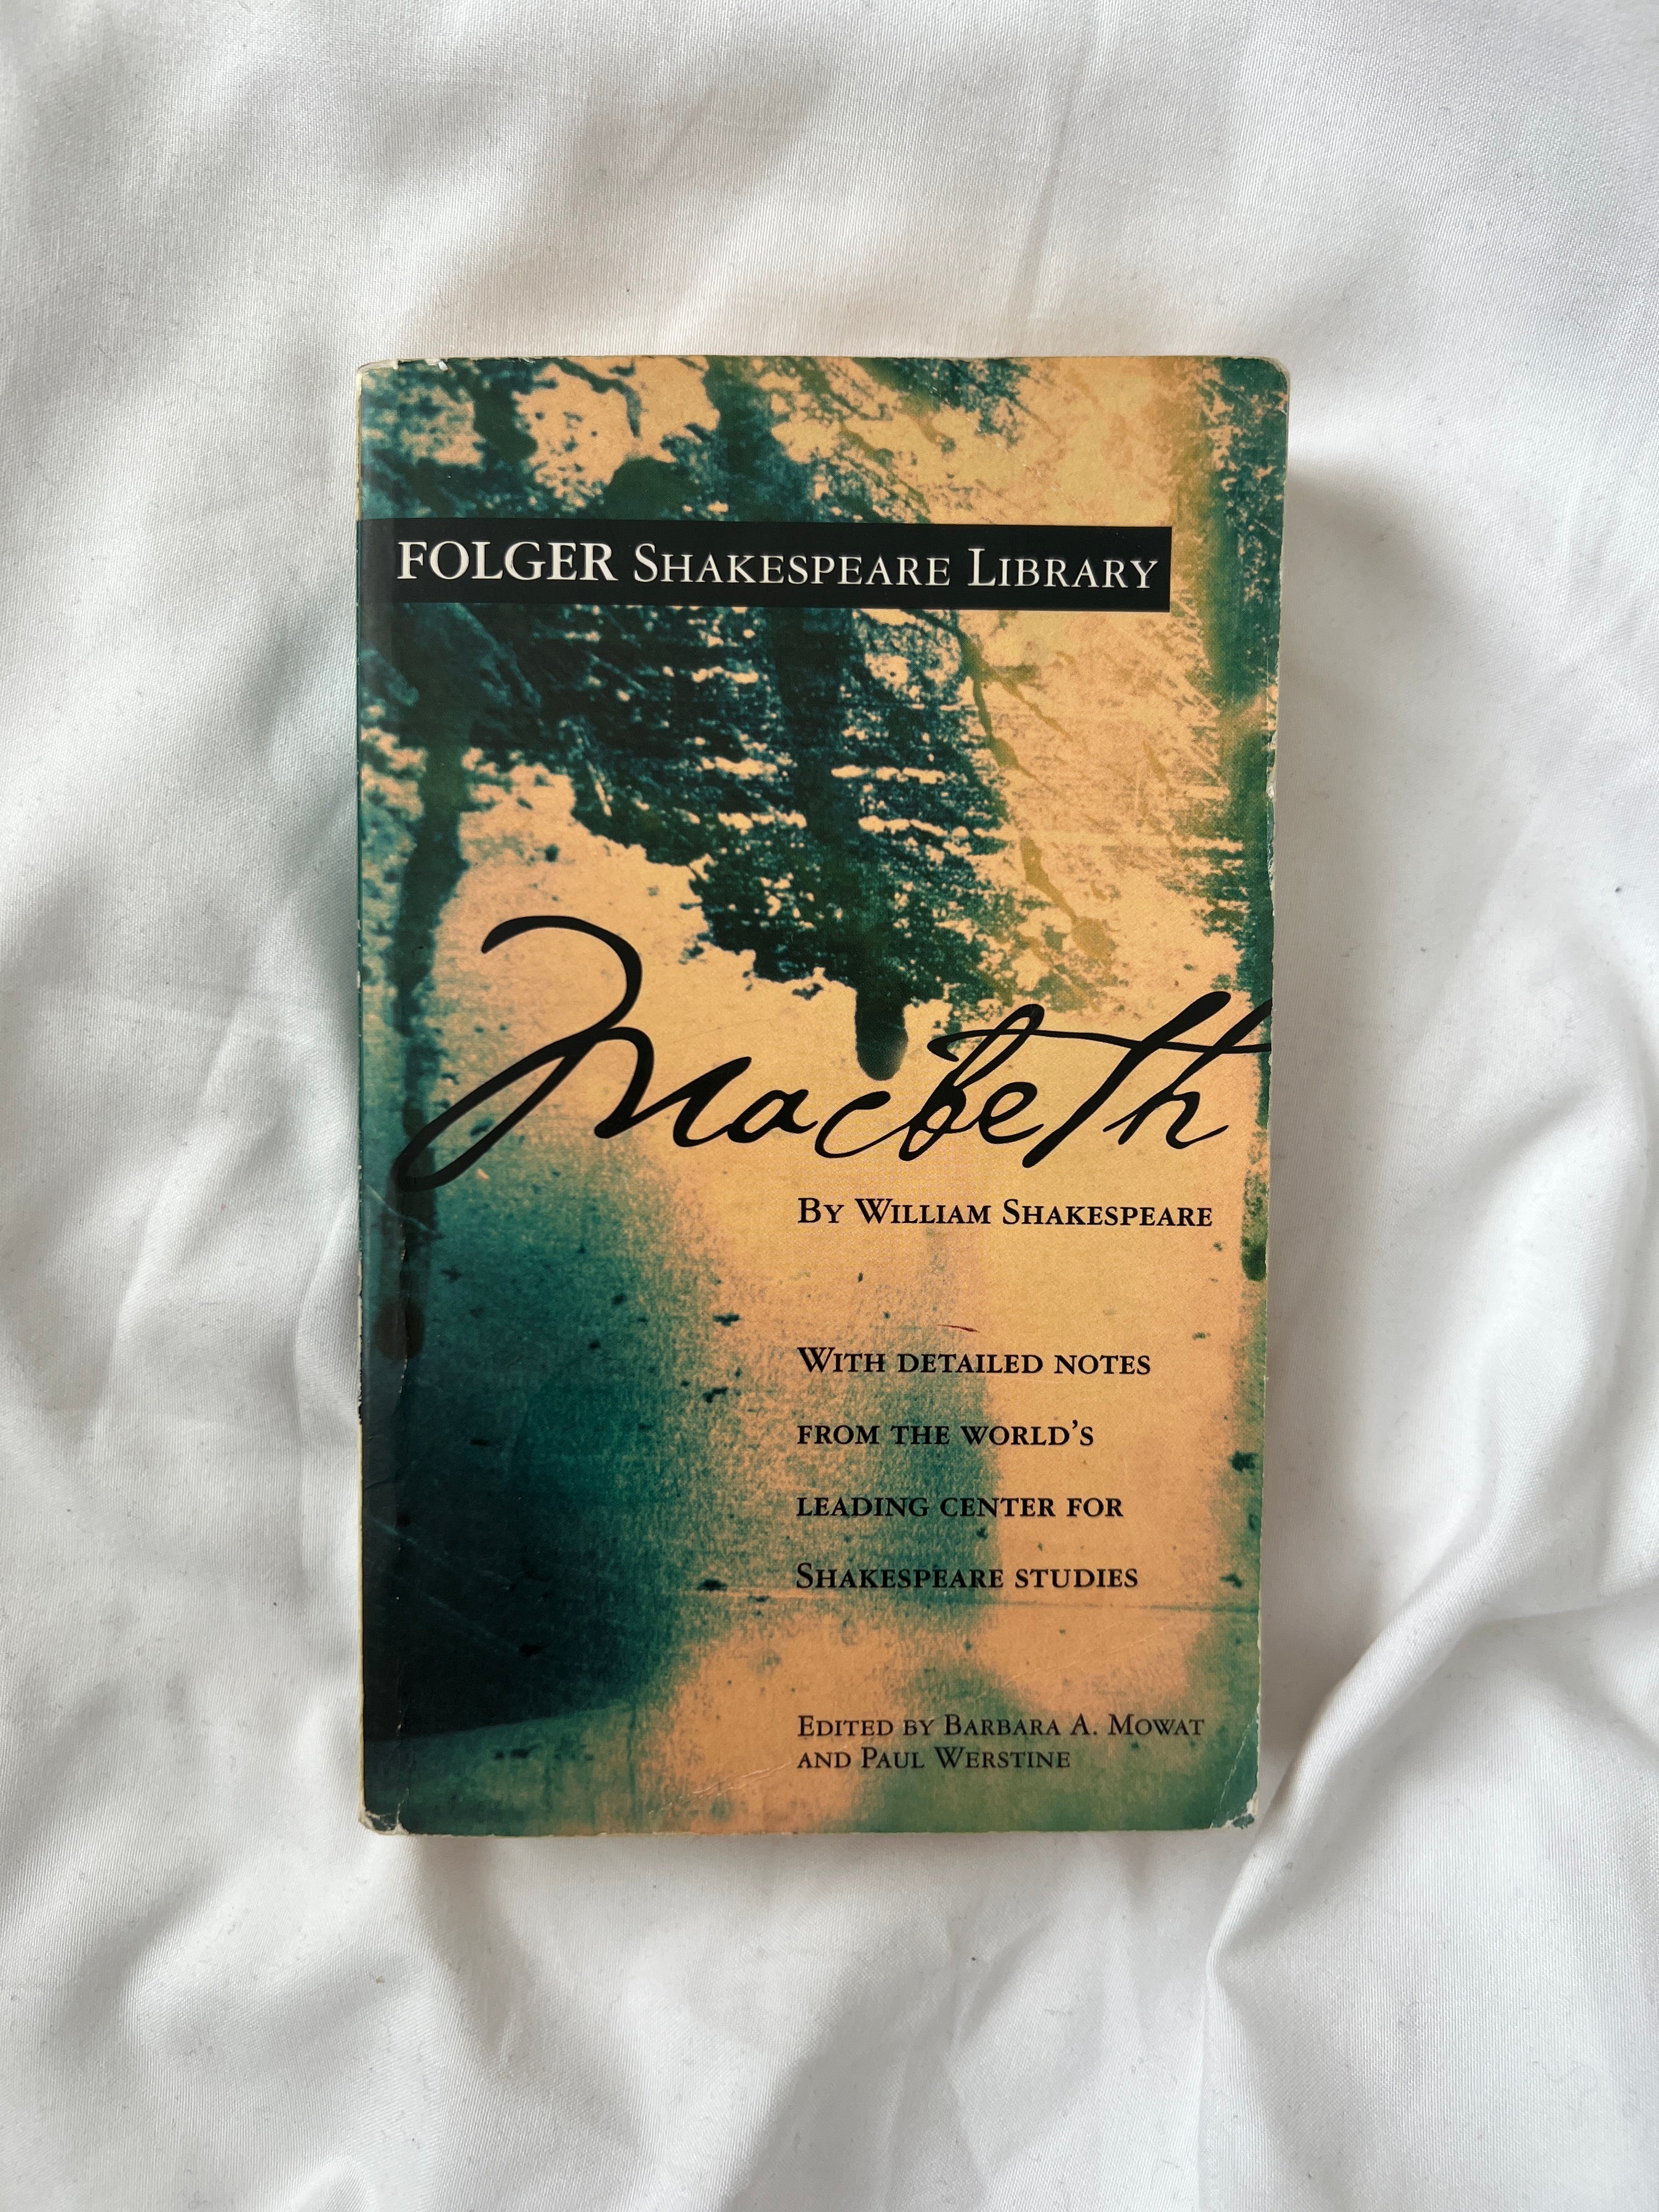 FOLGER SHAKESPEARE LIBRARY
Macbeth
BY WILLIAM SHAKESPEARE
WITH DETAILED NOTES
FROM THE WORLD'S
LEADING CENTER FOR
SHAKESPEARE STUDIES
EDITED BY BARBARA A. MOWAT
AND PAUL WERSTINE